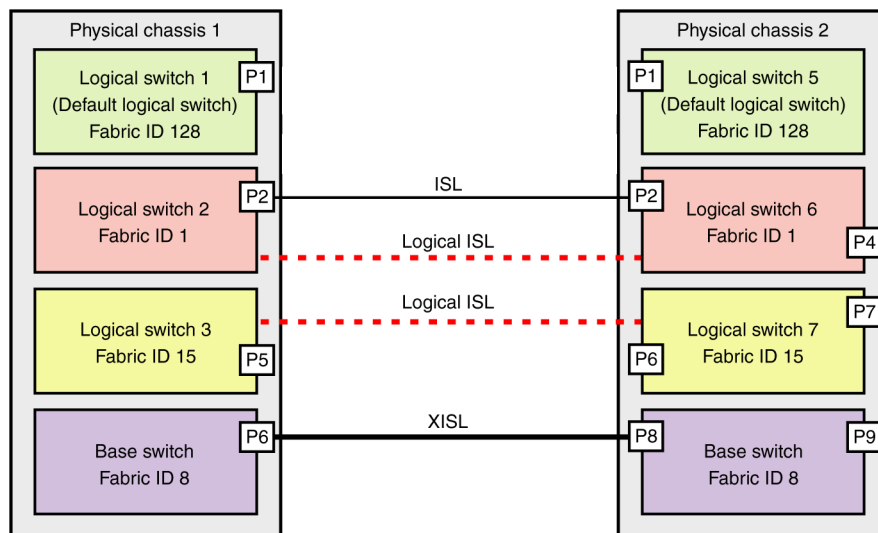 Physical chassis 1
Logical switch 1
(Default logical switch)
Fabric ID 128
P1
Logical switch 2
Fabric ID 1
P2
Logical switch 3
Fabric ID 15
P5
Base switch
Fabric ID 8
P6
ISL
Logical ISL
Logical ISL
XISL
Physical chassis 2
P1
Logical switch 5
(Default logical switch)
Fabric ID 128
P2
Logical switch 6
Fabric ID 1
P4
P7
Logical switch 7
Fabric ID 15
P6
P8
Base switch
Fabric ID 8
P9